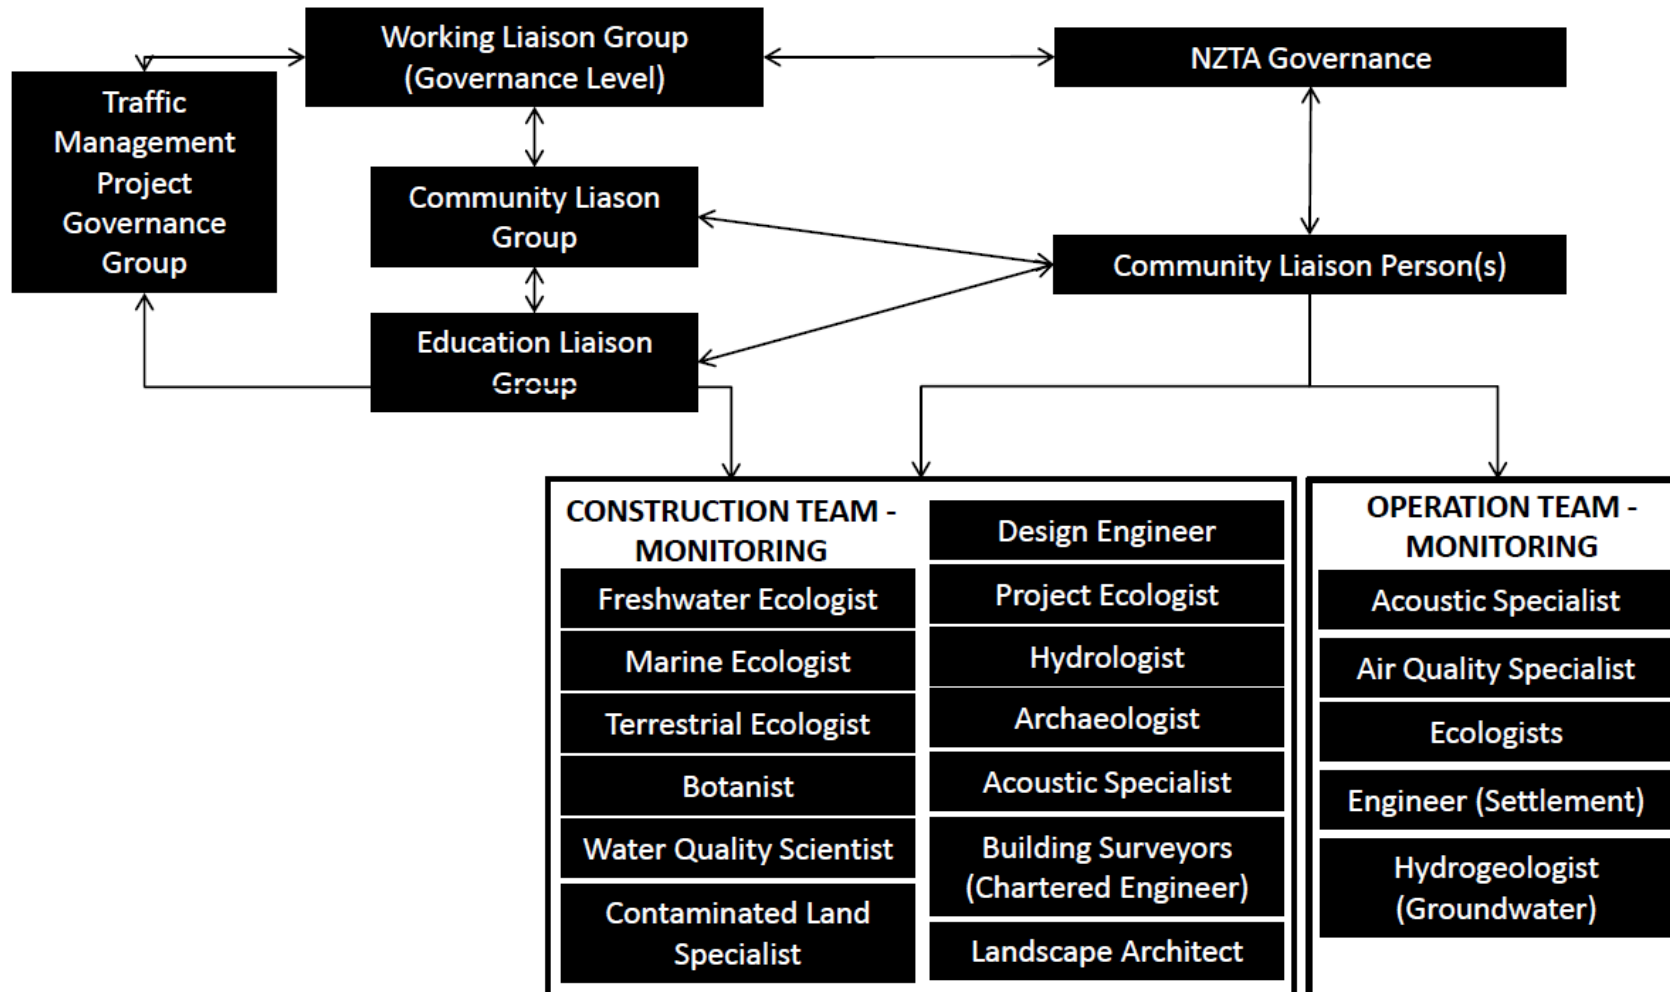 Working Liaison Group
(Governance Level)
NZTA Governance
Traffic
Management
Project
Governance
Group
Community Liason
Group
Community Liaison Person(s)
Education Liaison
Group
CONSTRUCTION TEAM -
MONITORING
Freshwater Ecologist
Marine Ecologist
Terrestrial Ecologist
Botanist
Water Quality Scientist
Contaminated Land
Specialist
Design Engineer
Project Ecologist
Hydrologist
Archaeologist
Acoustic Specialist
Building Surveyors
(Chartered Engineer)
Landscape Architect
OPERATION TEAM -
MONITORING
Acoustic Specialist
Air Quality Specialist
Ecologists
Engineer (Settlement)
Hydrogeologist
(Groundwater)